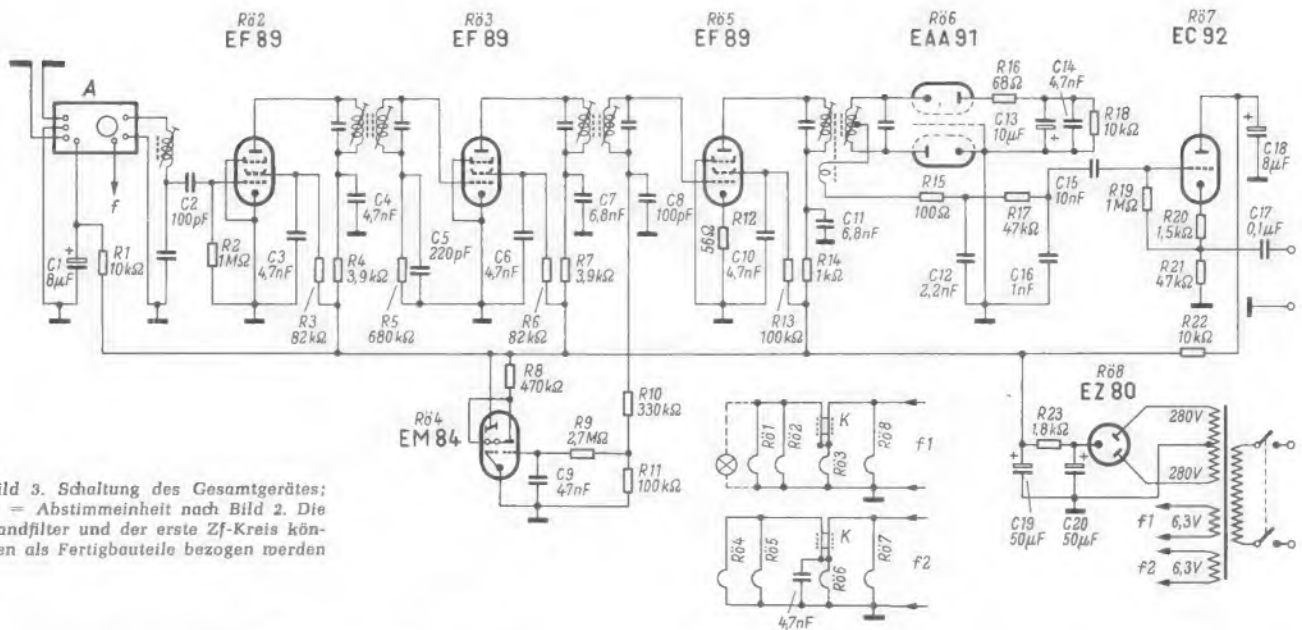 Rö2
EF 89
Rö3
EF 89
Rö5
EF 89
Rö6
EAA 91
Rö7
EC 92
A
f
C1
8µF
R1
10kΩ
C2
100pF
R2
1MΩ
C3
4,7nF
R3
82kΩ
R4
3,9kΩ
C4
4,7nF
R5
680kΩ
C5
220pF
C6
4,7nF
R6
82kΩ
R7
3,9kΩ
C7
6,8nF
C8
100pF
R12
56Ω
C10
4,7nF
R13
100kΩ
R14
1kΩ
C11
6,8nF
R15
100Ω
C12
2,2nF
R16
68Ω
C13
10µF
C14
4,7nF
R18
10kΩ
R17
47kΩ
C16
1nF
C15
10nF
R19
1MΩ
R20
1,5kΩ
R21
47kΩ
C17
0,1µF
C18
8µF
R22
10kΩ
Rö4
EM 84
R8
470kΩ
R9
2,7MΩ
C9
47nF
R10
330kΩ
R11
100kΩ
Rö1
Rö2
K
Rö3
Rö8
f1
Rö4
Rö5
K
Rö6
Rö7
f2
4,7nF
Rö8
EZ 80
R23
1,8kΩ
C19
50µF
C20
50µF
280V
280V
f1
6,3V
f2
6,3V
ild 3. Schaltung des Gesamtgerätes;
= Abstimmeinheit nach Bild 2. Die
andfilter und der erste Zf-Kreis kön-
en als Fertigbauteile bezogen werden